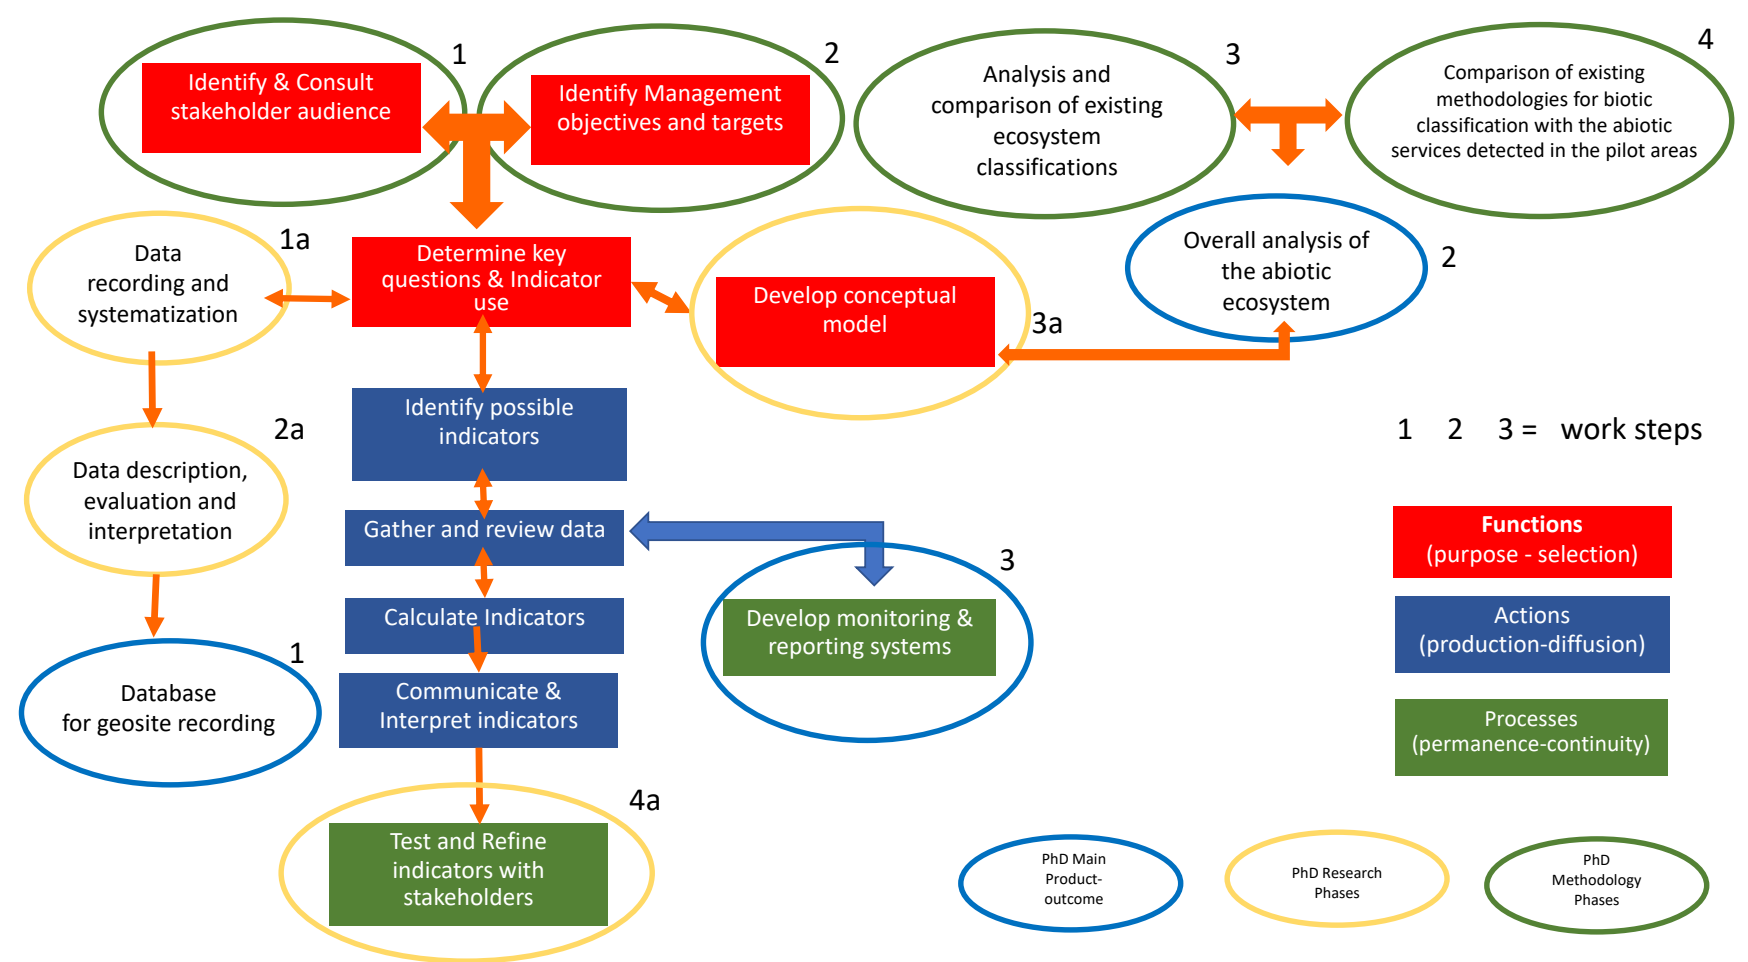 1
Identify & Consult
stakeholder audience
2
Identify Management
objectives and targets
3
Analysis and
comparison of existing
ecosystem
classifications
4
Comparison of existing
methodologies for biotic
classification with the abiotic
services detected in the pilot areas
1a
Data
recording and
systematization
Determine key
questions & Indicator
use
Develop conceptual
model
3a
Overall analysis of
the abiotic
ecosystem
2
Identify possible
indicators
2a
Data description,
evaluation and
interpretation
1 2 3 = work steps
Gather and review data
3
Develop monitoring &
reporting systems
Calculate Indicators
Communicate &
Interpret indicators
1
Database
for geosite recording
4a
Test and Refine
indicators with
stakeholders
Functions
(purpose - selection)
Actions
(production-diffusion)
Processes
(permanence-continuity)
PhD Main
Product-
outcome
PhD Research
Phases
PhD
Methodology
Phases